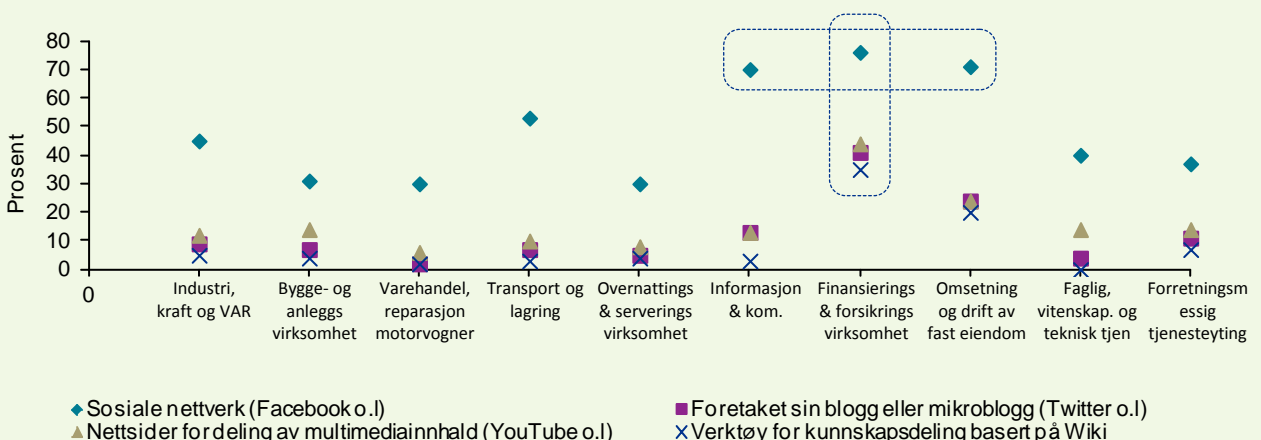 80
70
60
50
40
30
20
10
0
Prosent
0
Industri,
kraft og VAR
Bygge- og
anleggs
virksomhet
Varehandel,
reparasjon
motorvogner
Transport og
lagring
Overnattings
& serverings
virksomhet
Informasjon
& kom.
Finansierings
& forsikrings
virksomhet
Omsetning
og drift av
fast eiendom
Faglig,
vitenskap. og
teknisk tjen
Forretningsm
essig
tjenesteyting
Sosiale nettverk (Facebook o.l)
Foretaket sin blogg eller mikroblogg (Twitter o.l)
Nettsider for deling av multimediainnhald (YouTube o.l)
Verktøy for kunnskapsdeling basert på Wiki